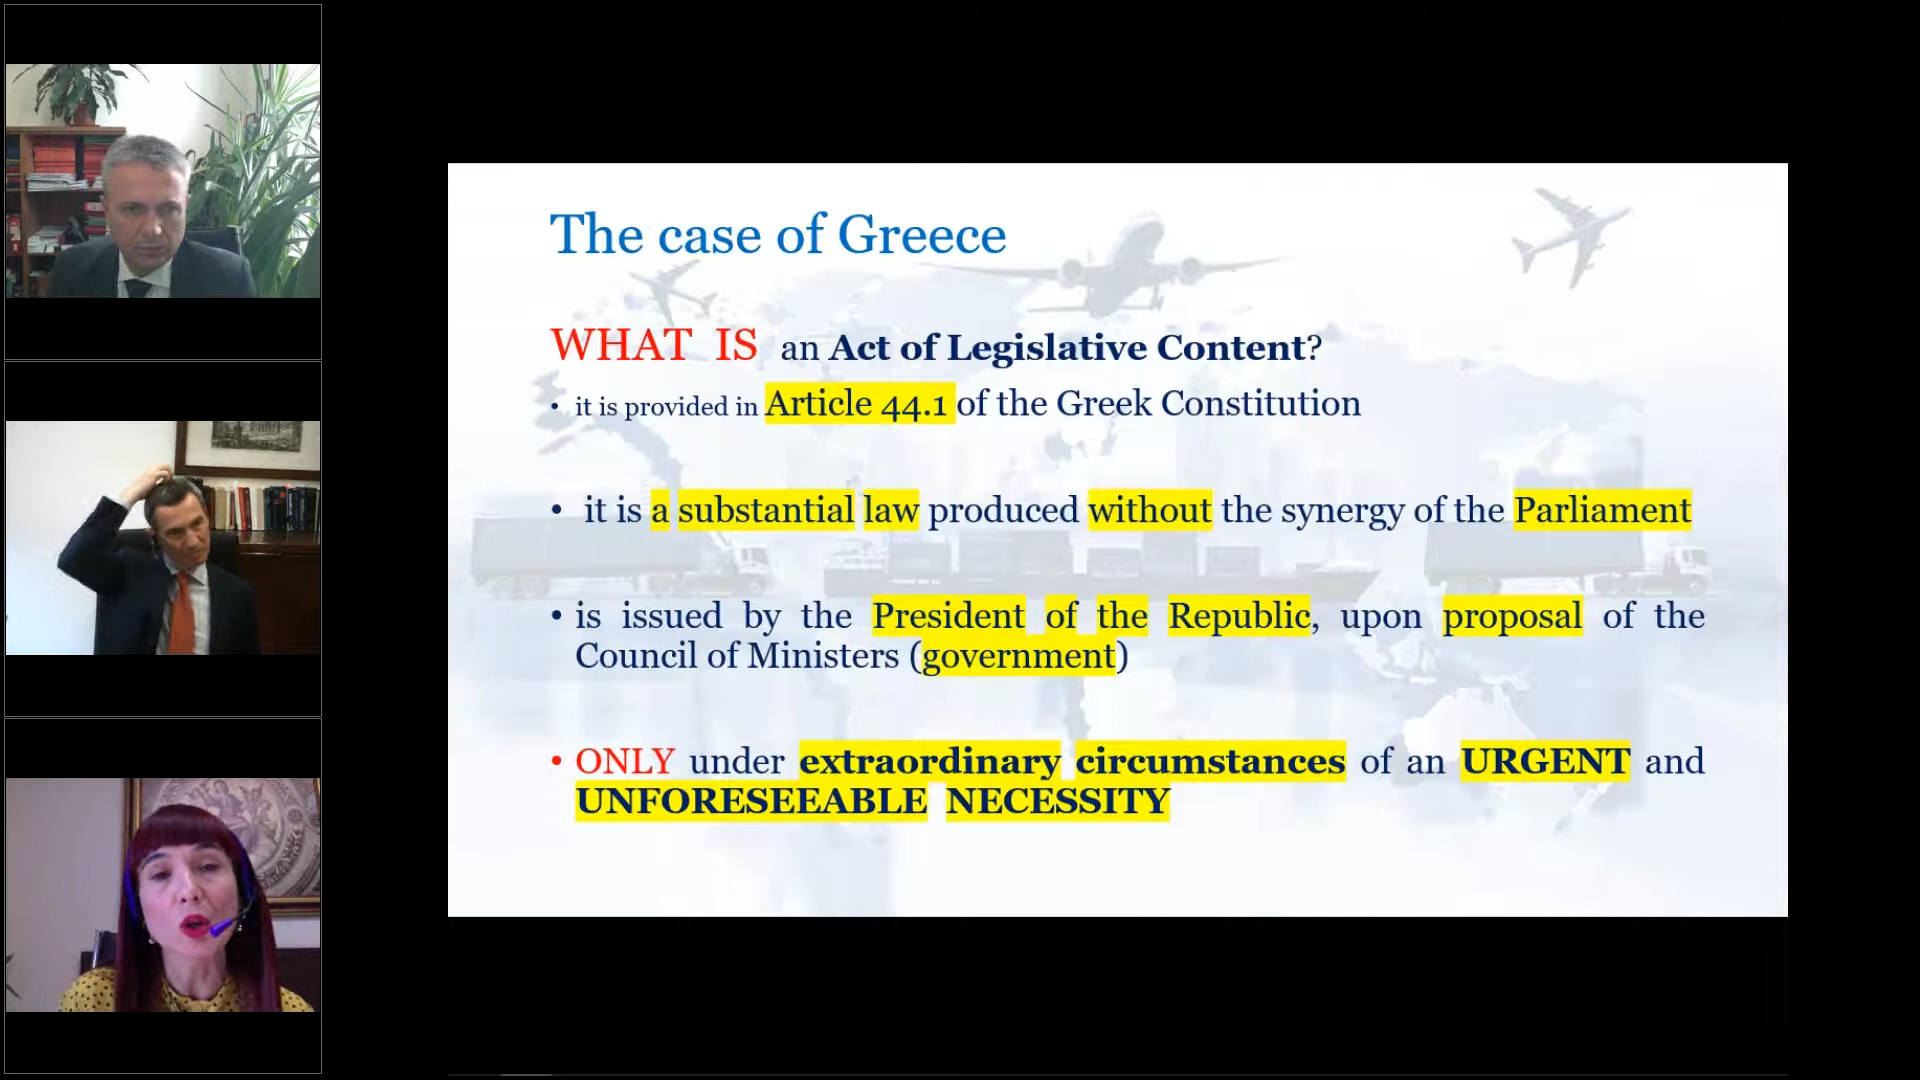 The case of Greece
WHAT IS an Act of Legislative Content?
• it is provided in Article 44.1 of the Greek Constitution
• it is a substantial law produced without the synergy of the Parliament
• is issued by the President of the Republic, upon proposal of the
Council of Ministers (government)
• ONLY under extraordinary circumstances of an URGENT and
UNFORESEEABLE NECESSITY